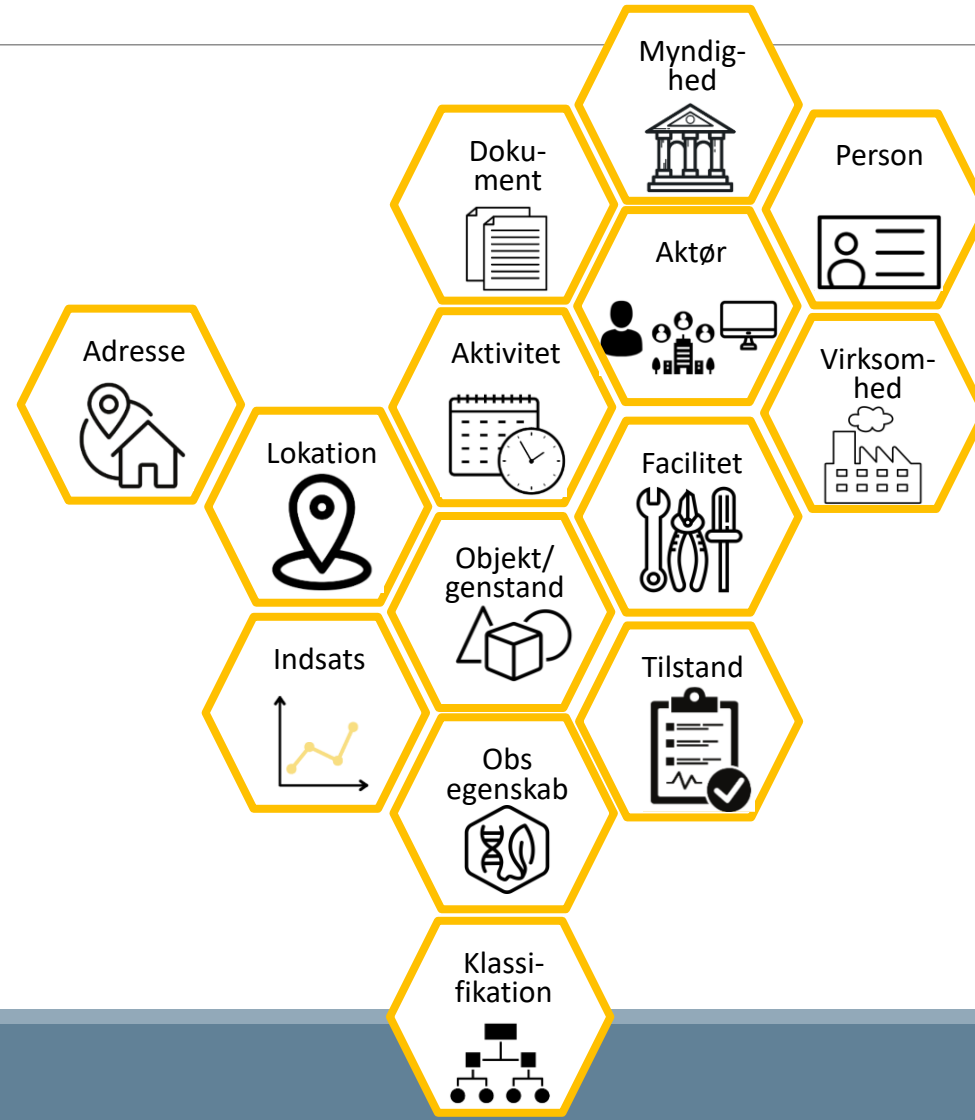 Myndig-
hed
Doku-
ment
Person
Aktør
Adresse
Aktivitet
Virksom-
hed
Lokation
Facilitet
Objekt/
genstand
Indsats
Tilstand
Obs
egenskab
Klassi-
fikation